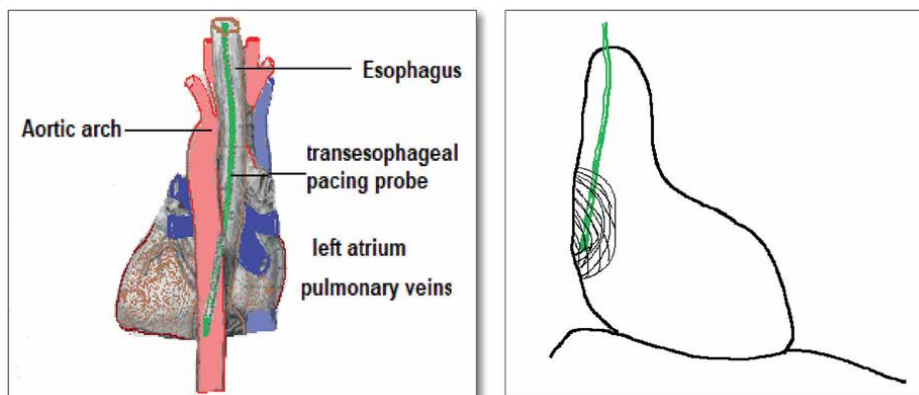 Esophagus
Aortic arch
transesophageal
pacing probe
left atrium
pulmonary veins